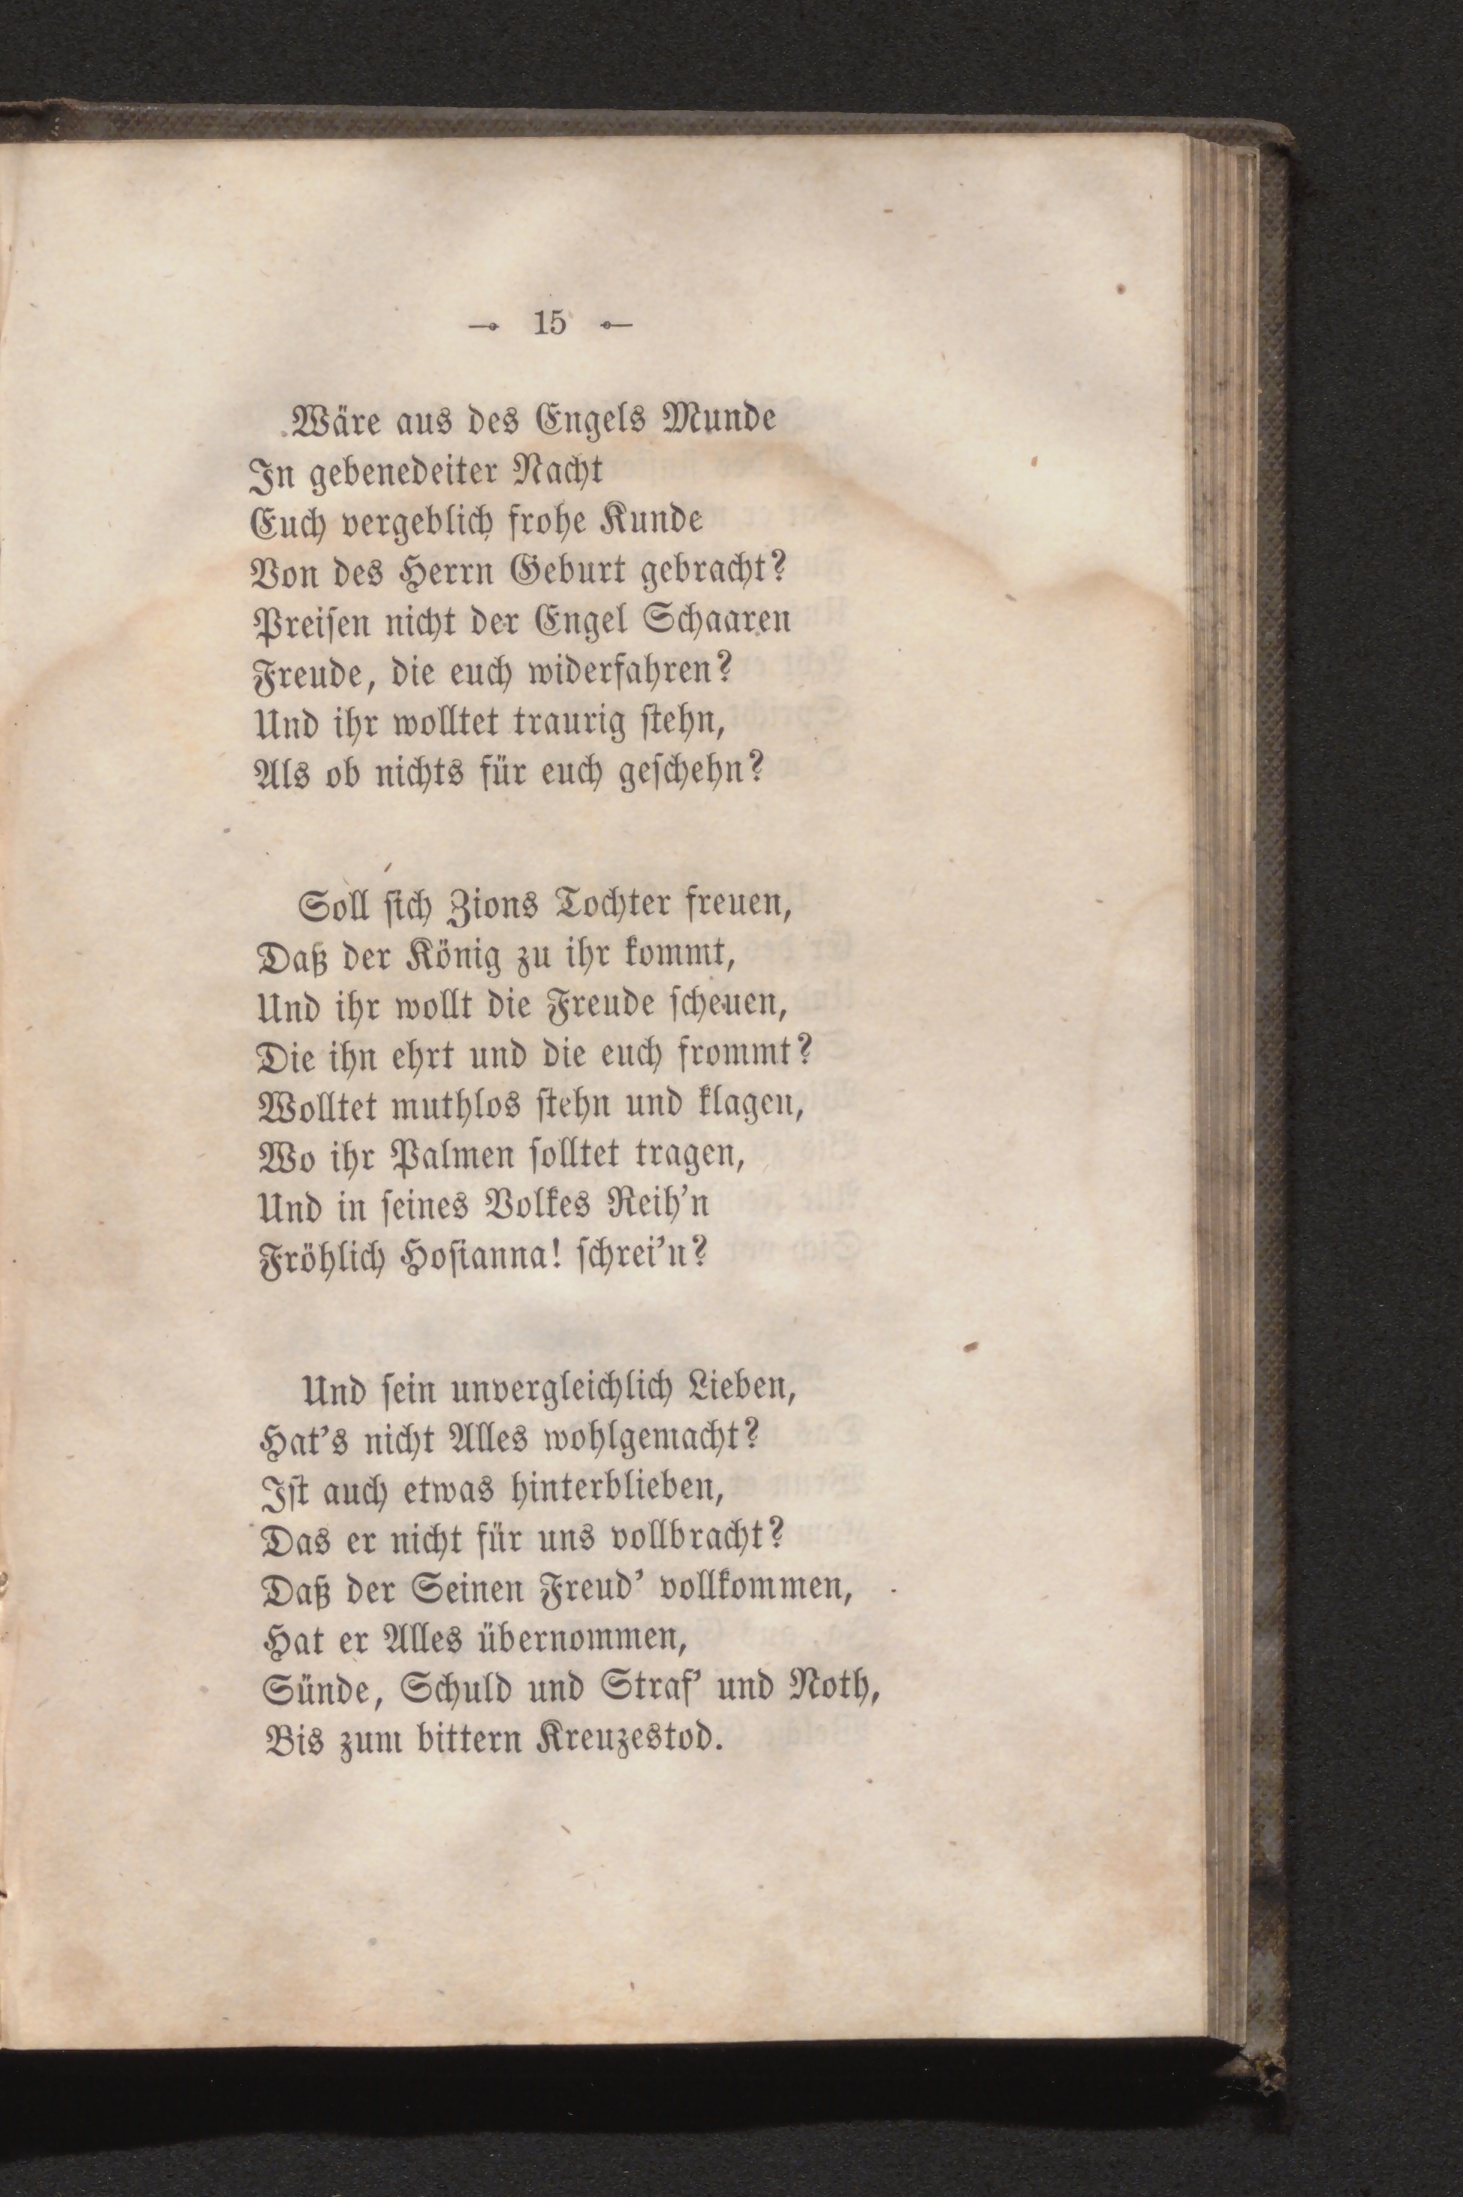 15
Wäre aus des Engels Munde
In gebenedeiter Nacht
Euch vergeblich frohe Kunde
Von des Herrn Geburt gebracht?
Preiſen nicht der Engel Schaaren
Freude, die euch widerfahren?
Und ihr wolltet traurig ſtehn,
Als ob nichts für euch geſchehn?
Soll ſich Zions Tochter freuen,
Daß der König zu ihr kommt,
Und ihr wollt die Freude ſcheuen,
Die ihn ehrt und die euch frommt?
Wolltet muthlos ſtehn und klagen,
Wo ihr Palmen ſolltet tragen,
Und in ſeines Volkes Reih’n
Fröhlich Hoſianna! ſchrei’n?
Und ſein unvergleichlich Lieben,
Hat’s nicht Alles wohlgemacht?
Iſt auch etwas hinterblieben,
Das er nicht für uns vollbracht?
Daß der Seinen Freud’ vollkommen,
Hat er Alles übernommen,
Sünde, Schuld und Straf’ und Noth,
Bis zum bittern Kreuzestod.